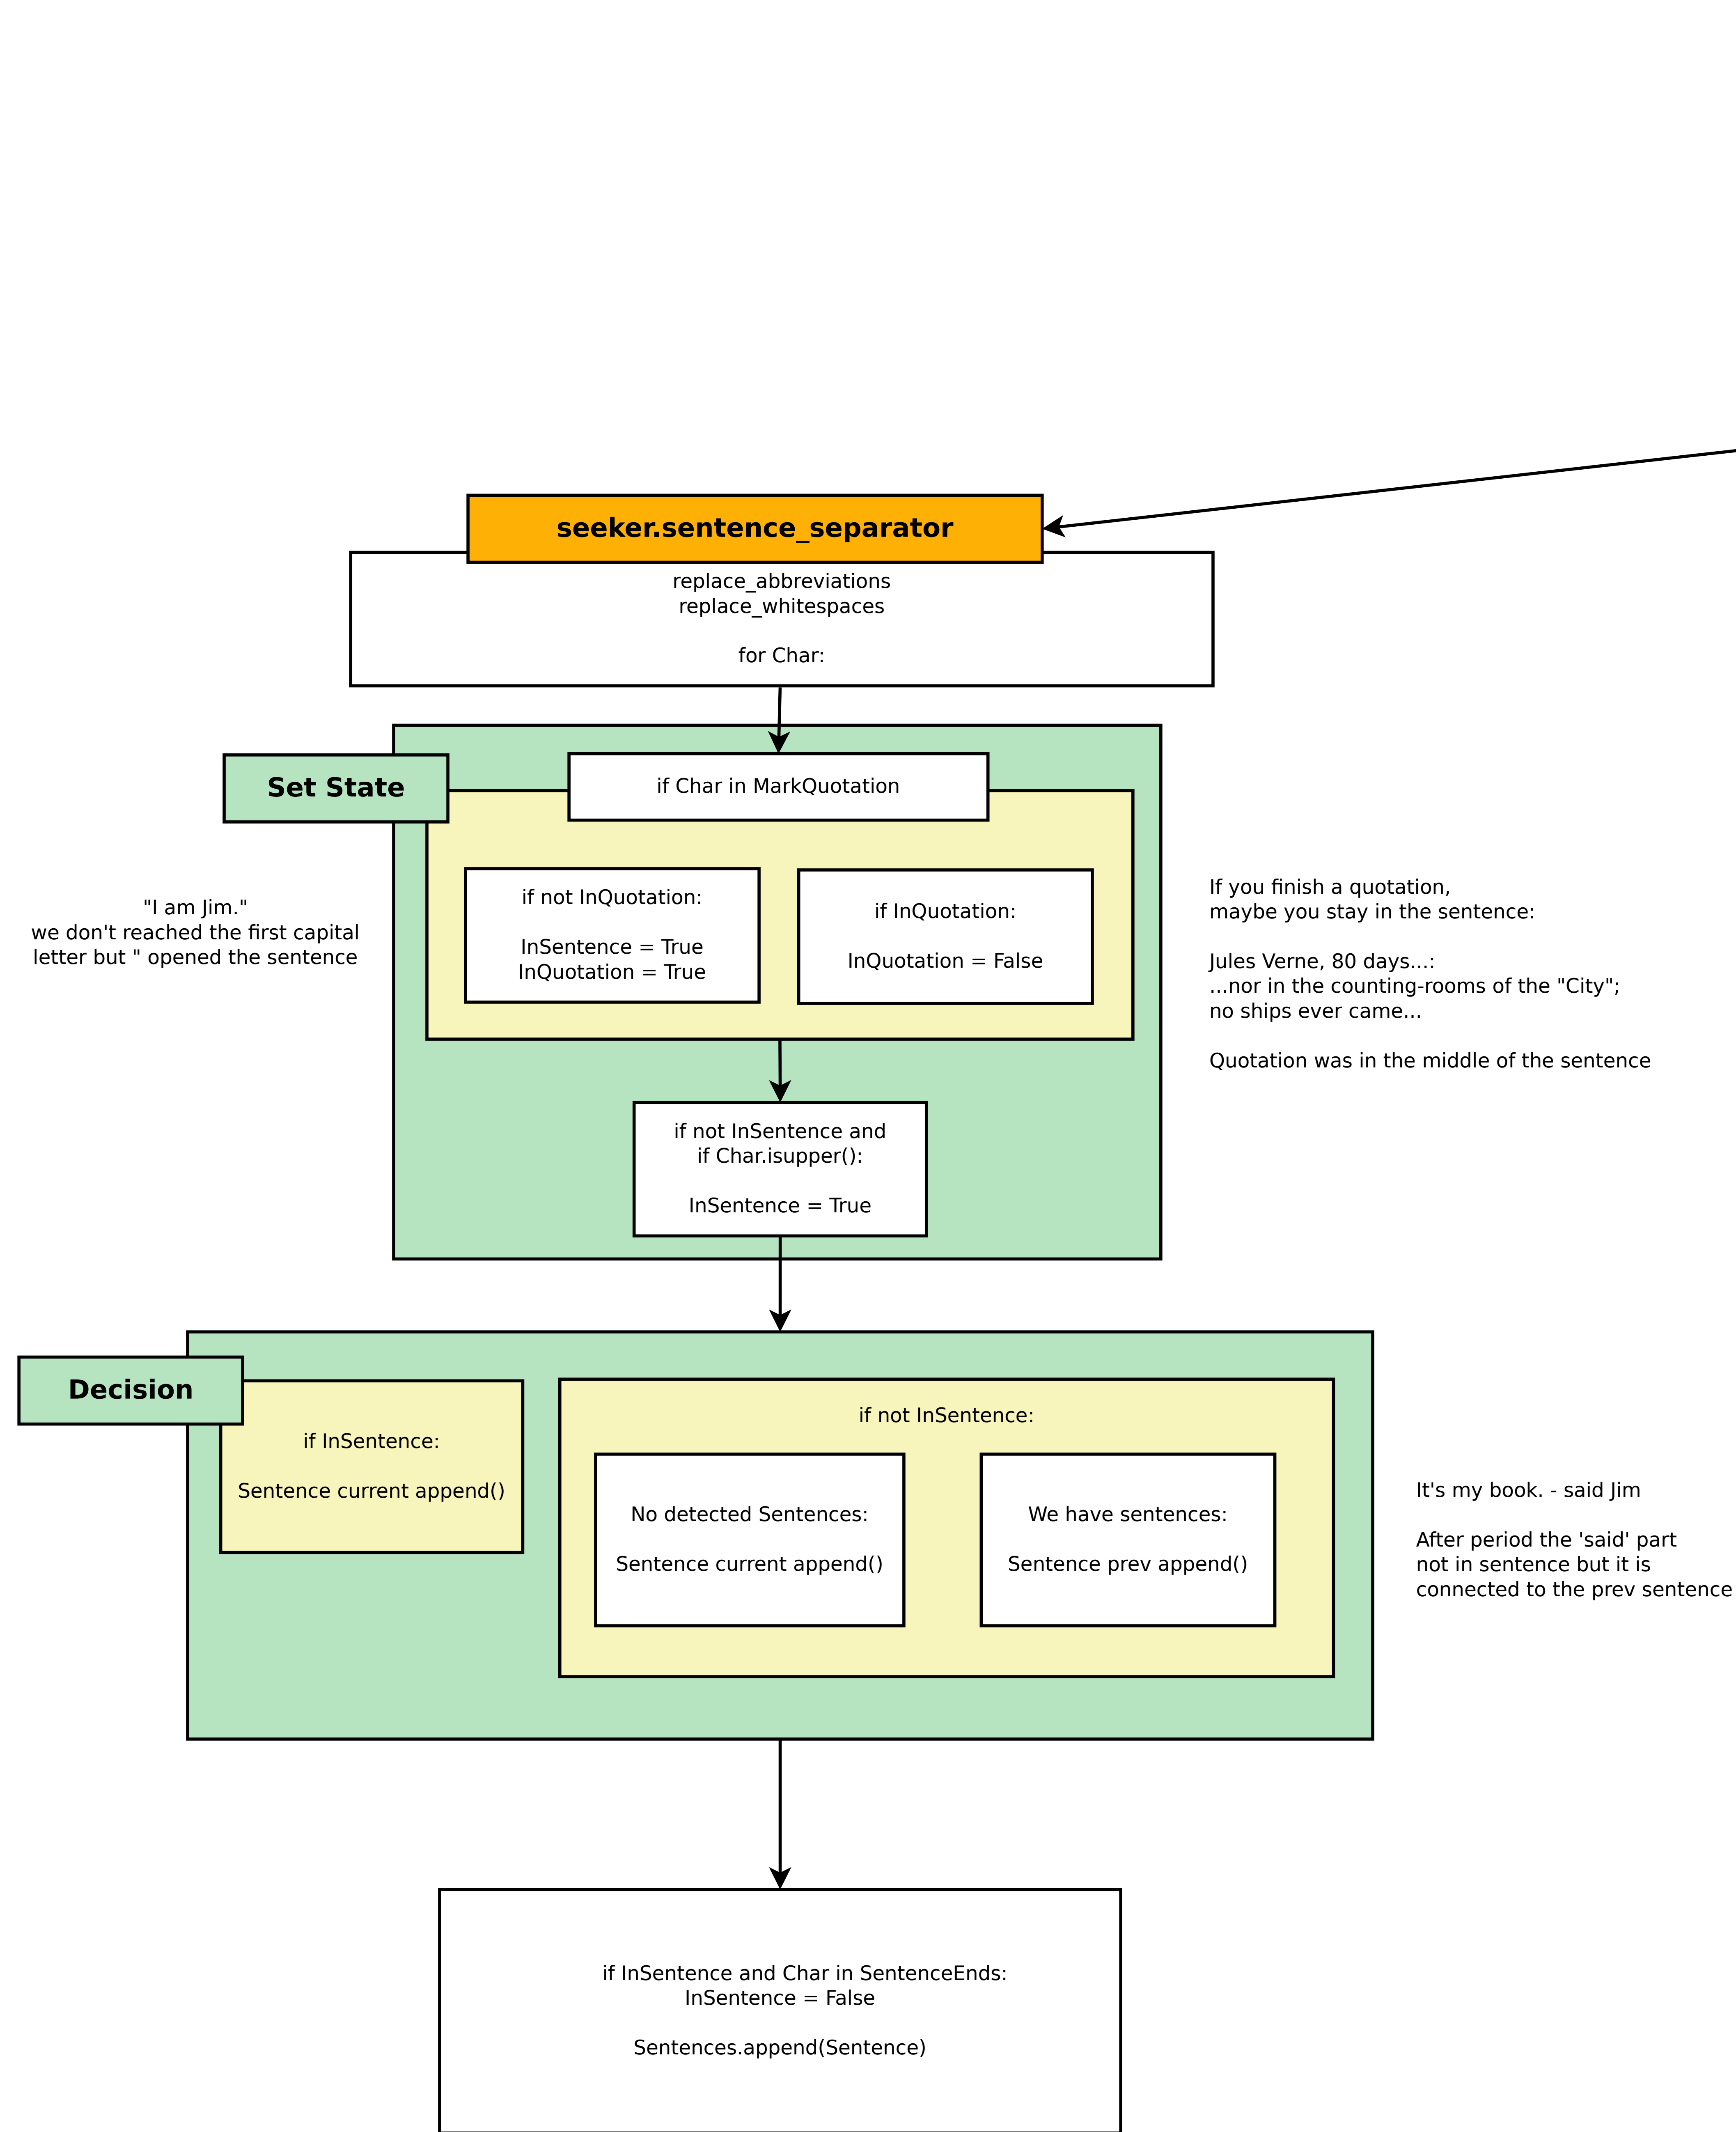 seeker.sentence_separator
replace_abbreviations
replace_whitespaces
for Char:
Set State
if Char in MarkQuotation
"I am Jim."
we don't reached the first capital
letter but " opened the sentence
if not InQuotation:
InSentence = True
InQuotation = True
if InQuotation:
InQuotation = False
If you finish a quotation,
maybe you stay in the sentence:
Jules Verne, 80 days...:
...nor in the counting-rooms of the "City";
no ships ever came...
Quotation was in the middle of the sentence
if not InSentence and
if Char.isupper():
InSentence = True
Decision
if InSentence:
Sentence current append()
if not InSentence:
No detected Sentences:
Sentence current append()
We have sentences:
Sentence prev append()
It's my book. - said Jim
After period the 'said' part
not in sentence but it is
connected to the prev sentence
if InSentence and Char in SentenceEnds:
InSentence = False
Sentences.append(Sentence)